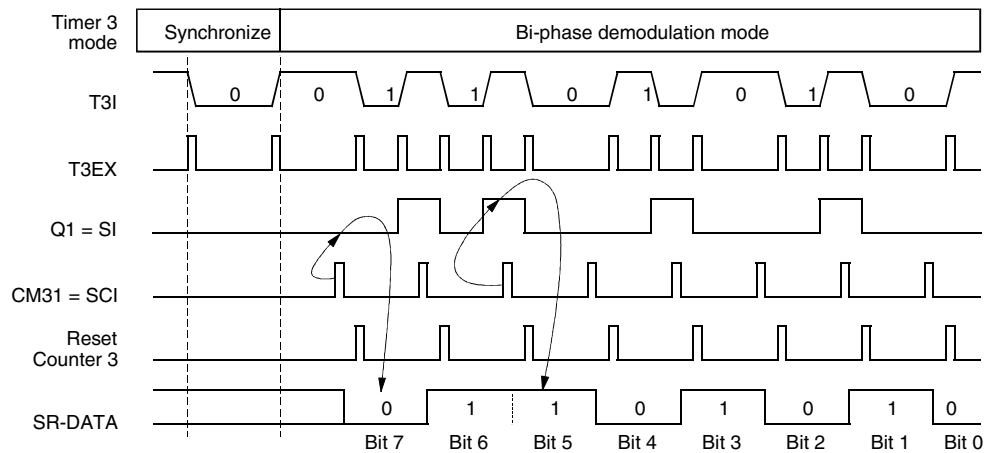 Timer 3 mode
Synchronize
Bi-phase demodulation mode
T3I
0 0 1 1 0 1 0 1 0
T3EX
Q1 = SI
CM31 = SCI
Reset
Counter 3
SR-DATA
0 1 1 0 1 0 1 0
Bit 7 Bit 6 Bit 5 Bit 4 Bit 3 Bit 2 Bit 1 Bit 0